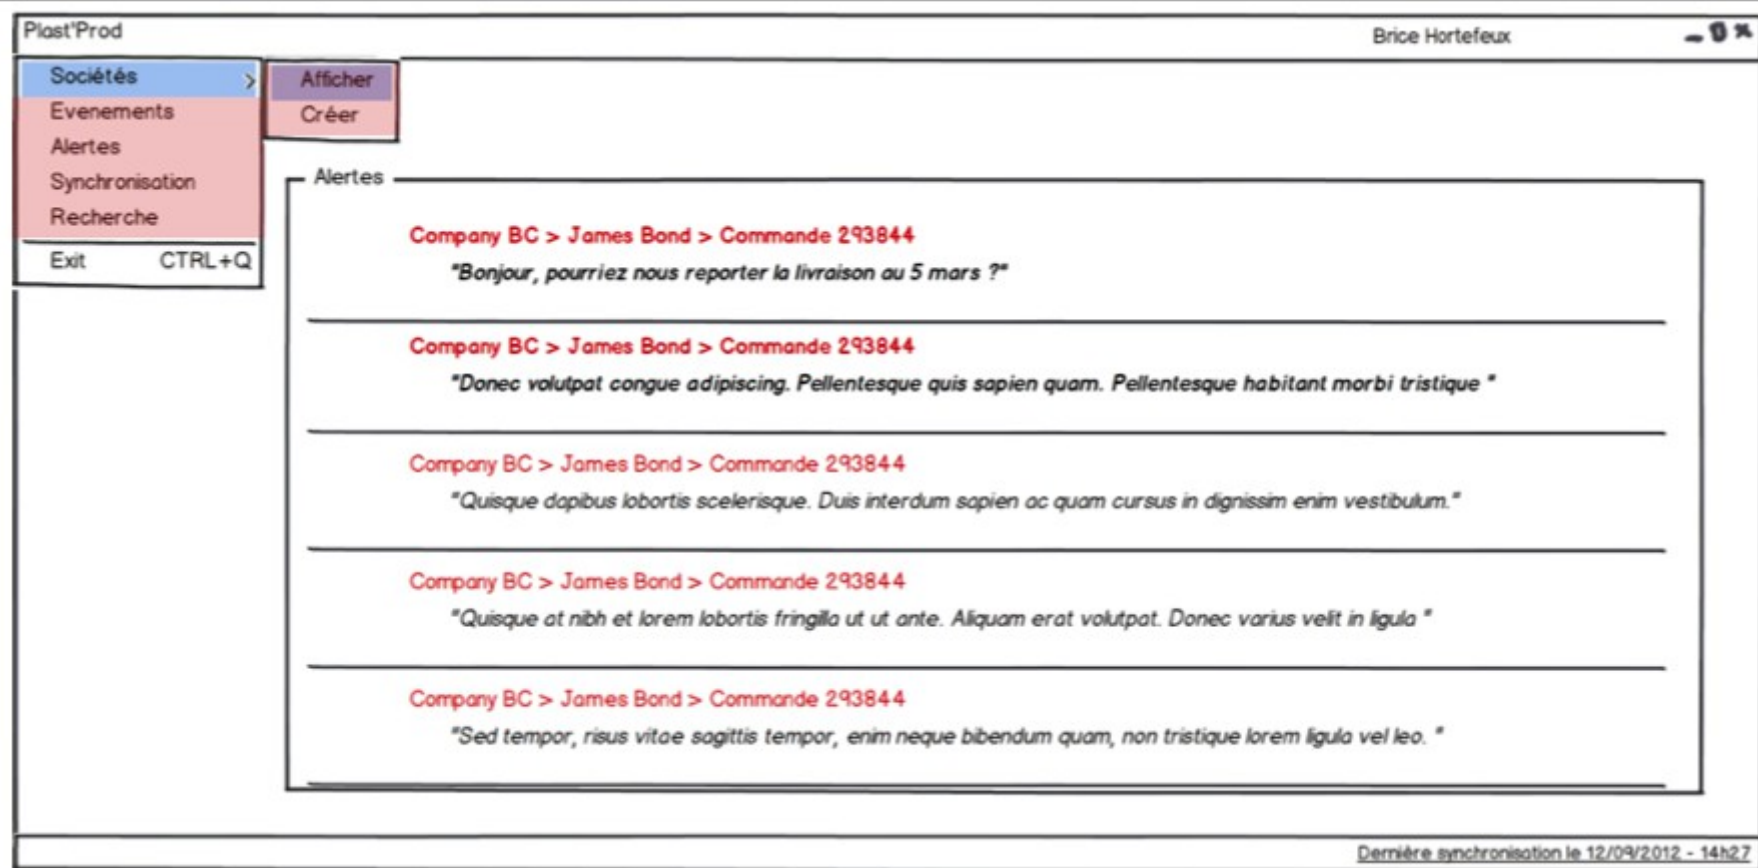 Plast'Prod
Brice Hortefeux
Sociétés >
Evenements
Alertes
Synchronisation
Recherche
Exit CTRL+Q
Afficher
Créer
Alertes
Company BC > James Bond > Commande 293844
"Bonjour, pourriez nous reporter la livraison au 5 mars ?"
Company BC > James Bond > Commande 293844
"Donec volutpat congue adipiscing. Pellentesque quis sapien quam. Pellentesque habitant morbi tristique "
Company BC > James Bond > Commande 293844
"Quisque dapibus lobortis scelerisque. Duis interdum sapien ac quam cursus in dignissim enim vestibulum."
Company BC > James Bond > Commande 293844
"Quisque at nibh et lorem lobortis fringilla ut ut ante. Aliquam erat volutpat. Donec varius velit in ligula "
Company BC > James Bond > Commande 293844
"Sed tempor, risus vitae sagittis tempor, enim neque bibendum quam, non tristique lorem ligula vel leo. "
Dernière synchronisation le 12/09/2012 - 14h27